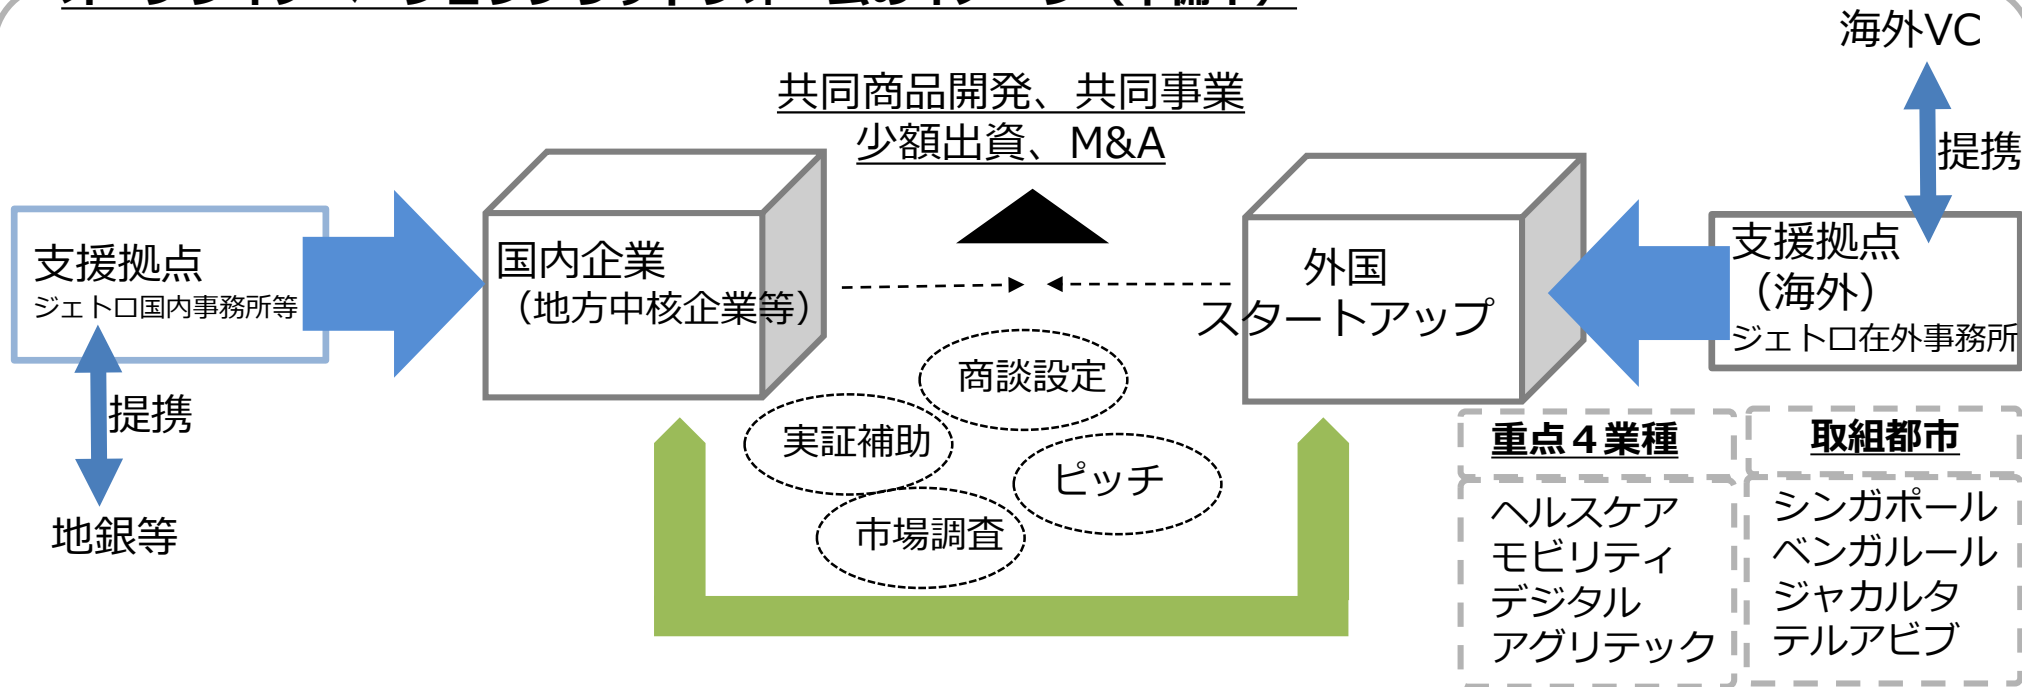 海外VC
共同商品開発、共同事業
少額出資、M&A
提携
支援拠点
ジェトロ国内事務所等
国内企業
（地方中核企業等）
外国
スタートアップ
支援拠点
（海外）
ジェトロ在外事務所
提携
地銀等
商談設定
実証補助
ピッチ
市場調査
重点４業種
ヘルスケア
モビリティ
デジタル
アグリテック
取組都市
シンガポール
ベンガルール
ジャカルタ
テルアビブ